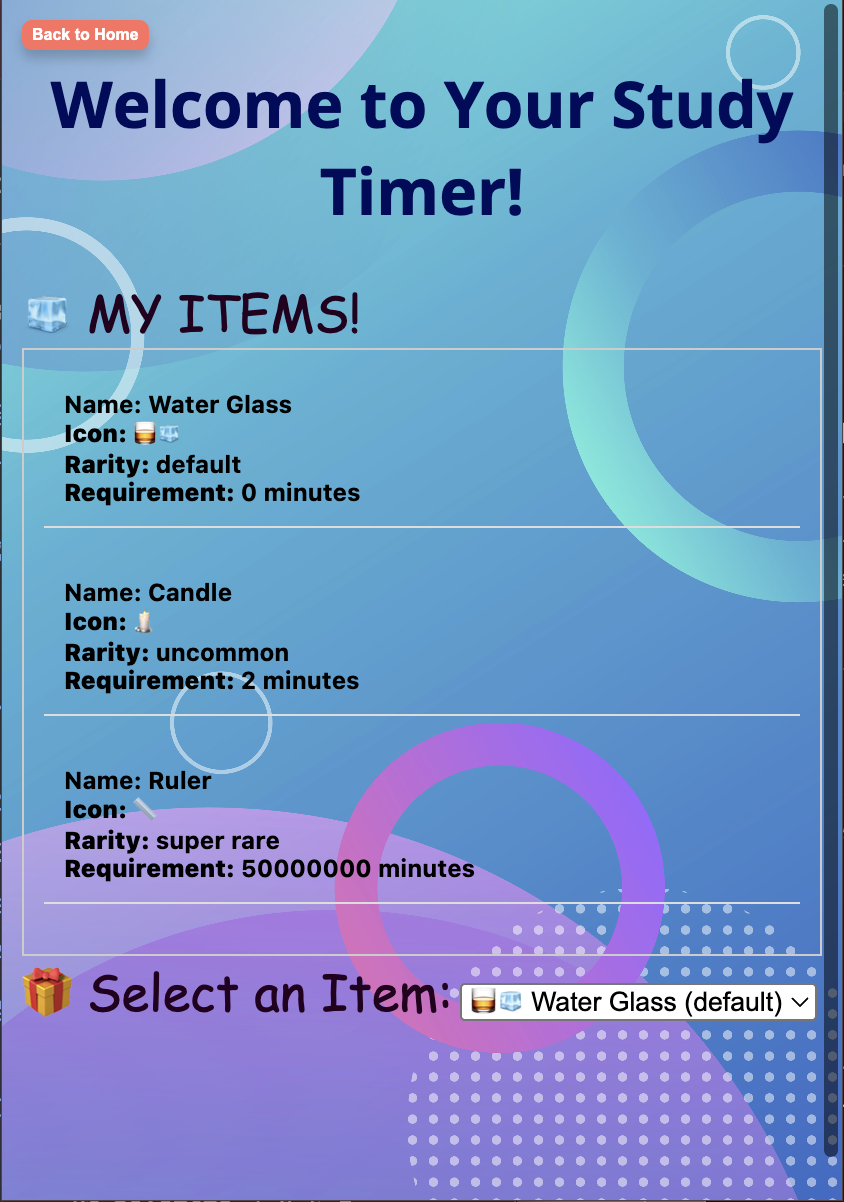 Back to Home
Welcome to Your Study
Timer!
🧊 MY ITEMS!
Name: Water Glass
Icon: 🥃🧊
Rarity: default
Requirement: 0 minutes
Name: Candle
Icon: 🕯️
Rarity: uncommon
Requirement: 2 minutes
Name: Ruler
Icon: 📏
Rarity: super rare
Requirement: 50000000 minutes
🎁 Select an Item: 🥃🧊 Water Glass (default)